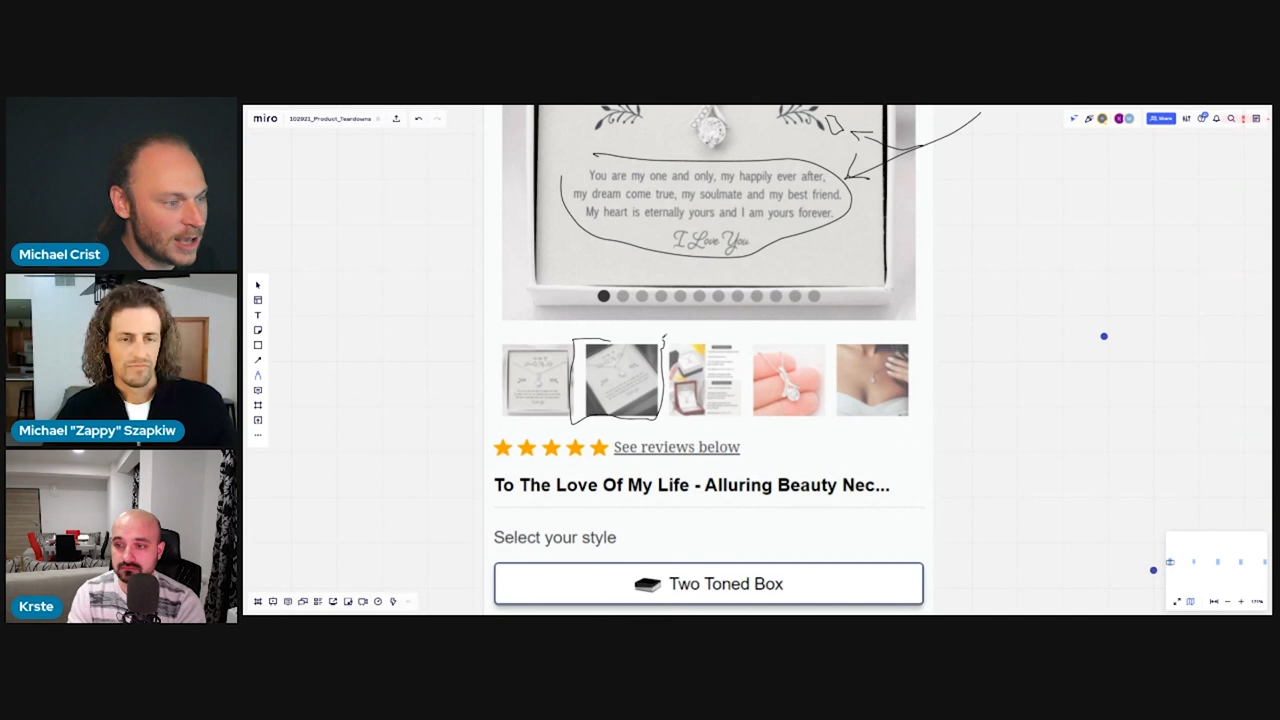 Michael Crist
Michael "Zappy" Szapkiw
Krste
miro
102921_Product_Teardowns
Share
You are my one and only, my happily ever after,
my dream come true, my soulmate and my best friend.
My heart is eternally yours and I am yours forever.
I Love You
See reviews below
To The Love Of My Life - Alluring Beauty Nec...
Select your style
Two Toned Box